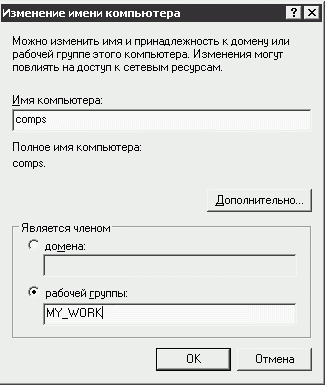 Изменение имени компьютера
Можно изменить имя и принадлежность к домену или
рабочей группе этого компьютера. Изменения могут
повлиять на доступ к сетевым ресурсам.
Имя компьютера:
comps
Полное имя компьютера:
comps.
Дополнительно...
Является членом
домена:
рабочей группы:
MY_WORK
OK
Отмена